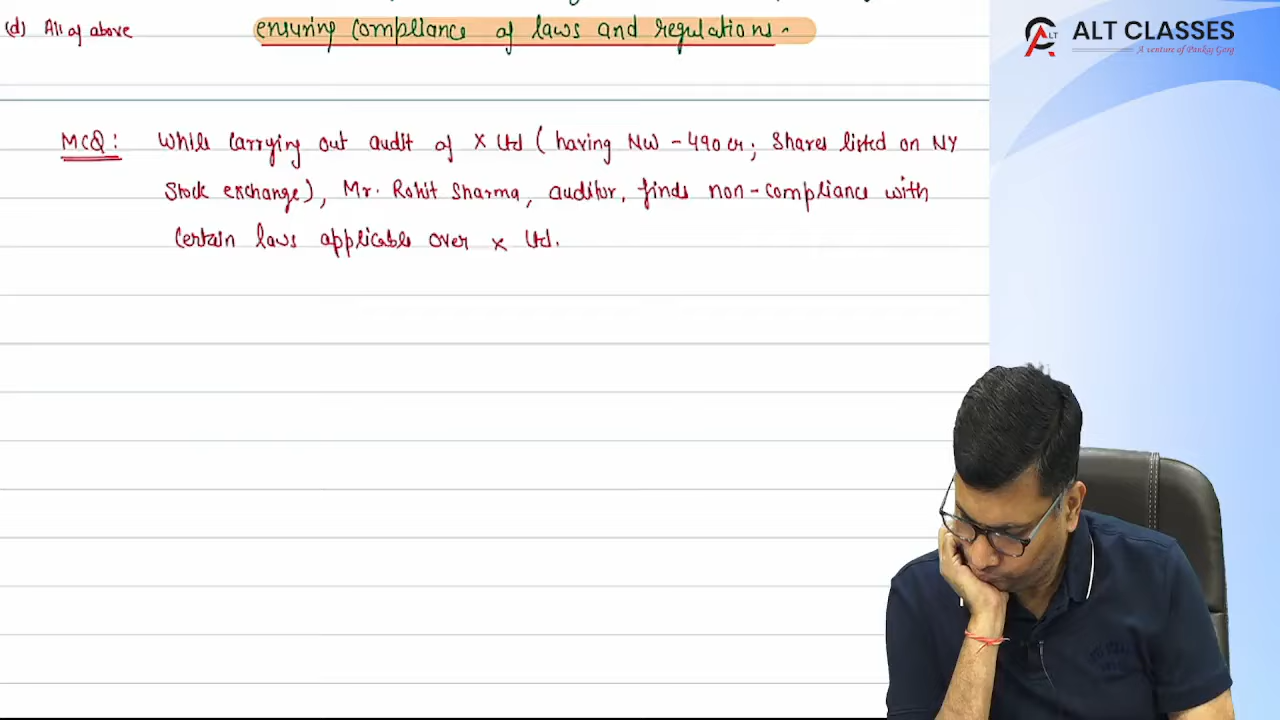 (d) All of above
ensuring compliance of laws and regulations.
ALT CLASSES
A venture of Pankaj Garg
MCQ: While carrying out audit of X Ltd (having NW - 490 cr; Shares listed on NY
Stock exchange), Mr. Rohit Sharma, auditor, finds non-compliance with
certain laws applicable over X Ltd.